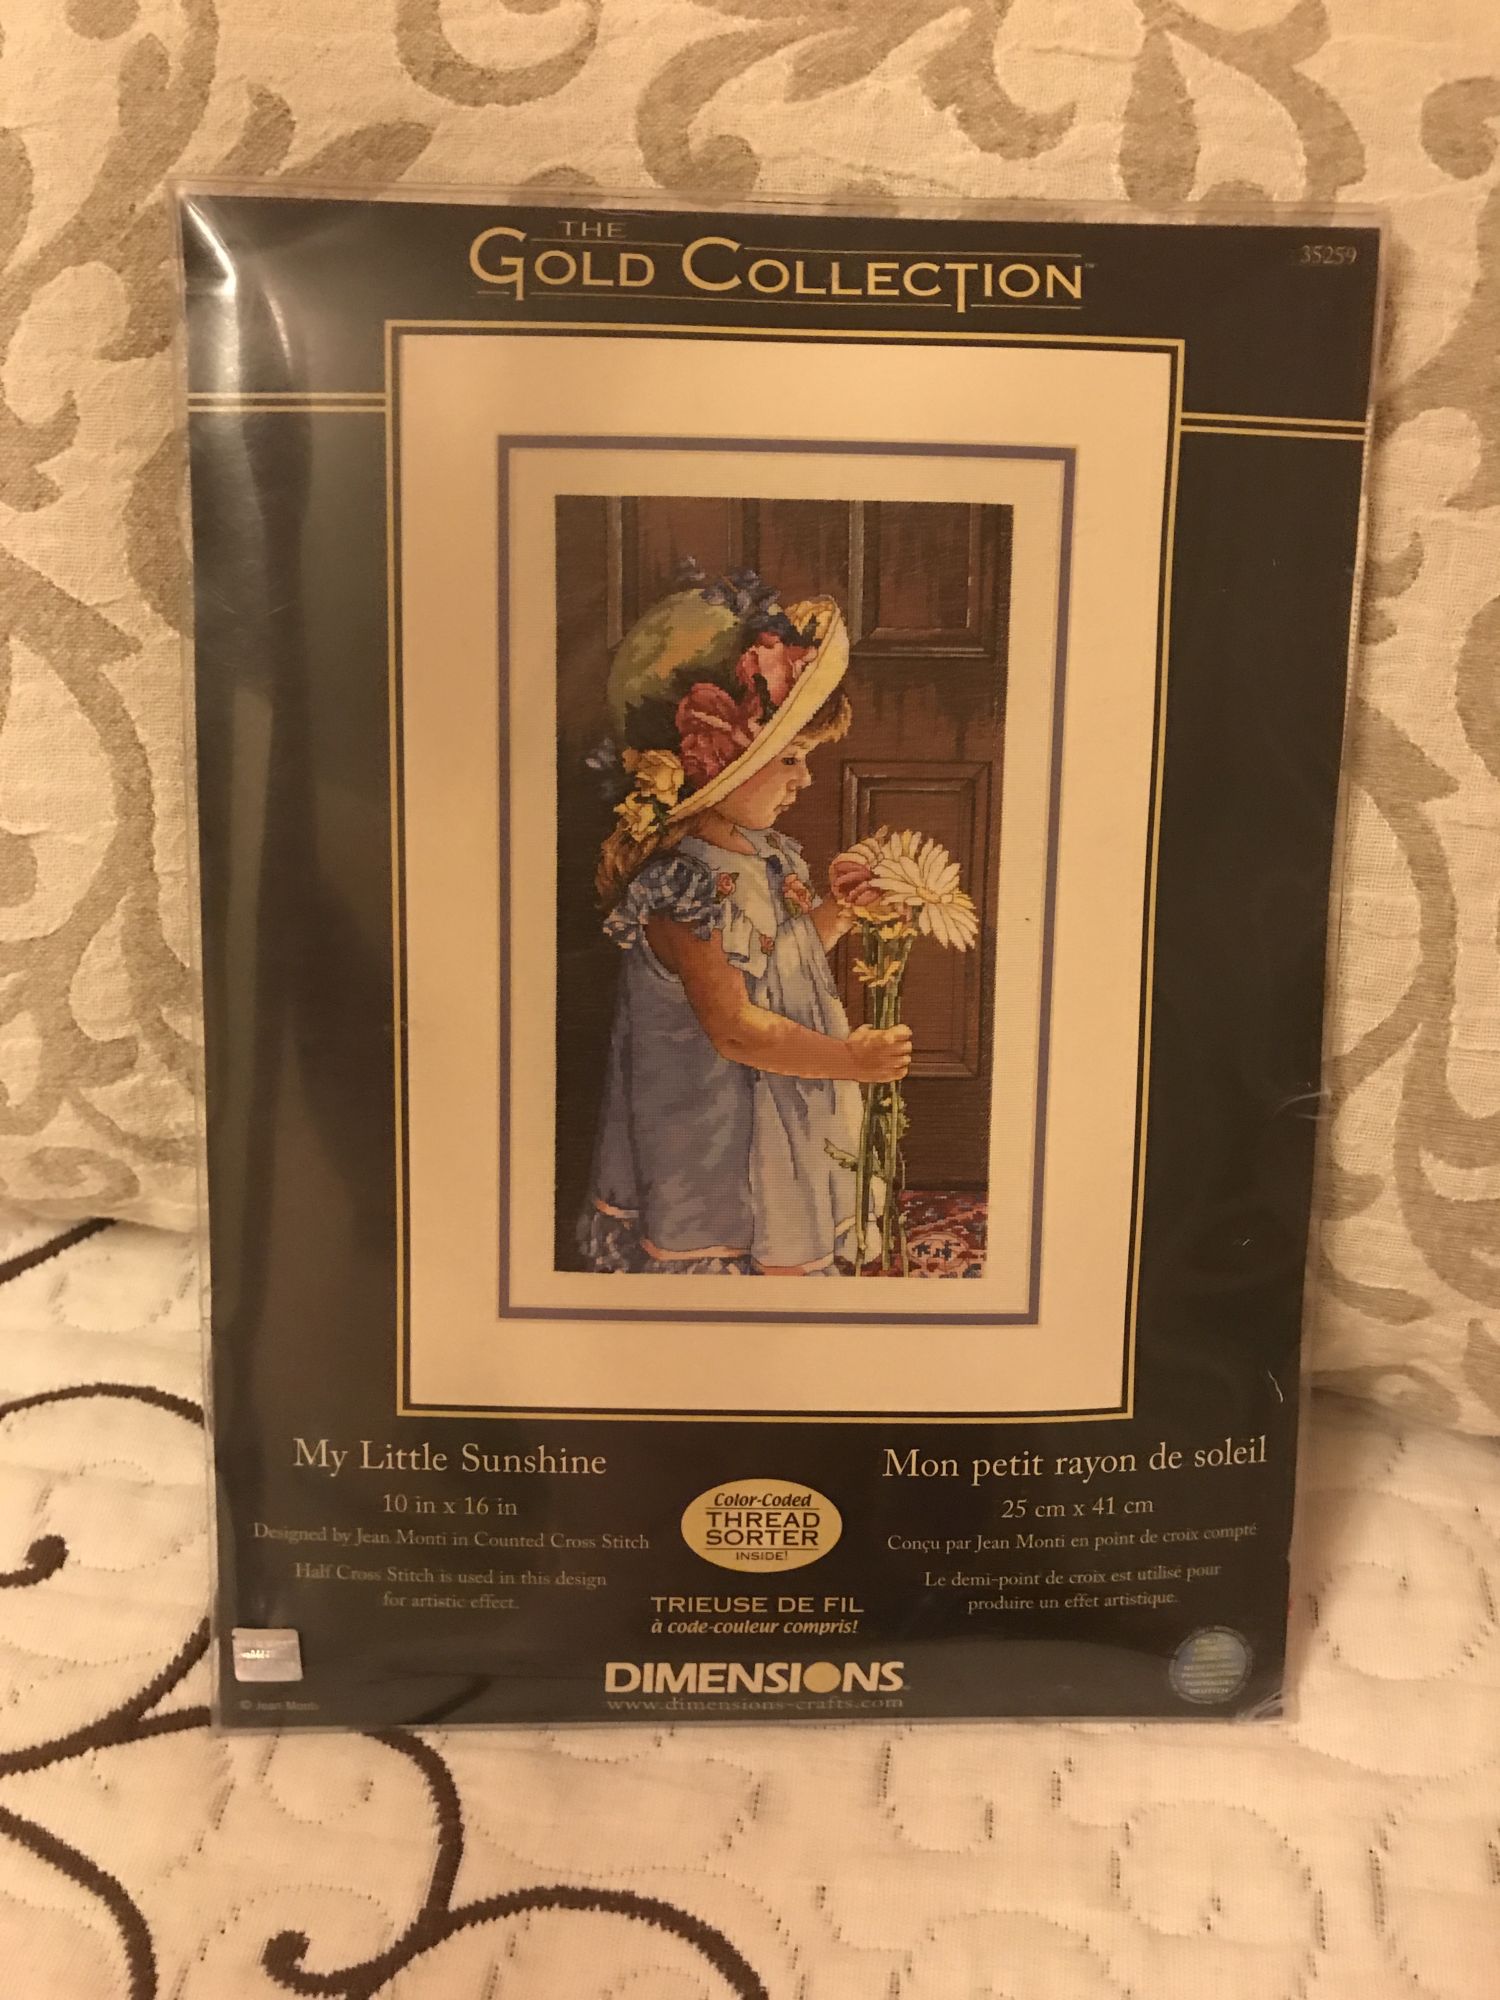 THE
GOLD COLLECTION™
35259
My Little Sunshine
10 in x 16 in
Designed by Jean Monti in Counted Cross Stitch
Half Cross Stitch is used in this design
for artistic effect.
Color-Coded
THREAD
SORTER
INSIDE!
TRIEUSE DE FIL
à code-couleur compris!
Mon petit rayon de soleil
25 cm x 41 cm
Conçu par Jean Monti en point de croix compté
Le demi-point de croix est utilisé pour
produire un effet artistique.
DIMENSIONS
www.dimensions-crafts.com
© Jean Monti